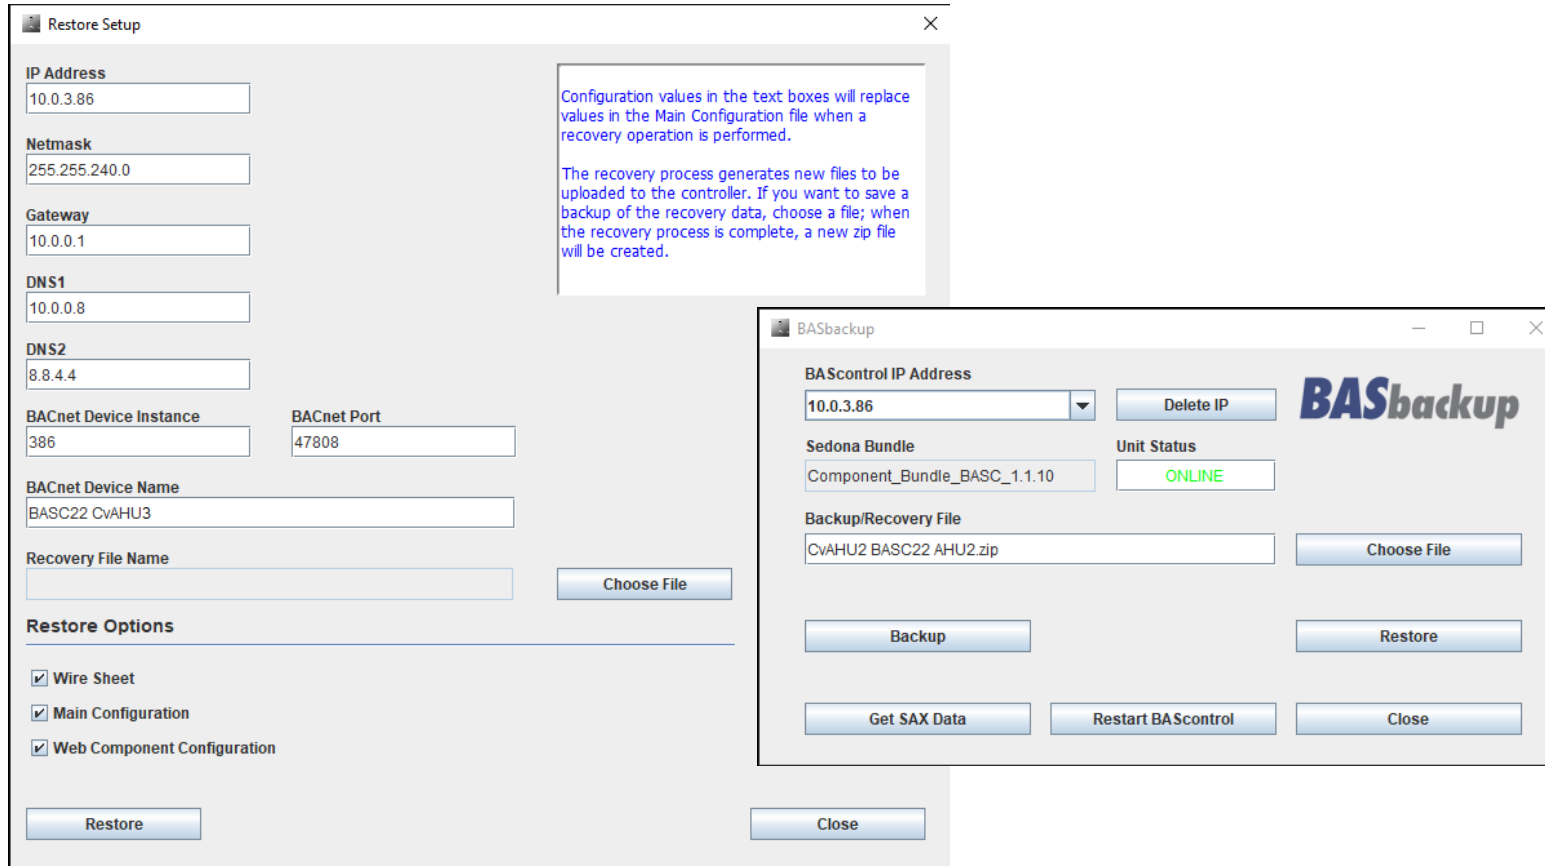 Restore Setup
IP Address
10.0.3.86
Netmask
255.255.240.0
Gateway
10.0.0.1
DNS1
10.0.0.8
DNS2
8.8.4.4
BACnet Device Instance
BACnet Port
386
47808
BACnet Device Name
BASC22 CvAHU3
Recovery File Name
Choose File
Configuration values in the text boxes will replace
values in the Main Configuration file when a
recovery operation is performed.
The recovery process generates new files to be
uploaded to the controller. If you want to save a
backup of the recovery data, choose a file; when
the recovery process is complete, a new zip file
will be created.
Restore Options
Wire Sheet
Main Configuration
Web Component Configuration
Restore
Close
BASbackup
BAScontrol IP Address
10.0.3.86
Delete IP
BASbackup
Sedona Bundle
Unit Status
Component_Bundle_BASC_1.1.10
ONLINE
Backup/Recovery File
CvAHU2 BASC22 AHU2.zip
Choose File
Backup
Restore
Get SAX Data
Restart BAScontrol
Close